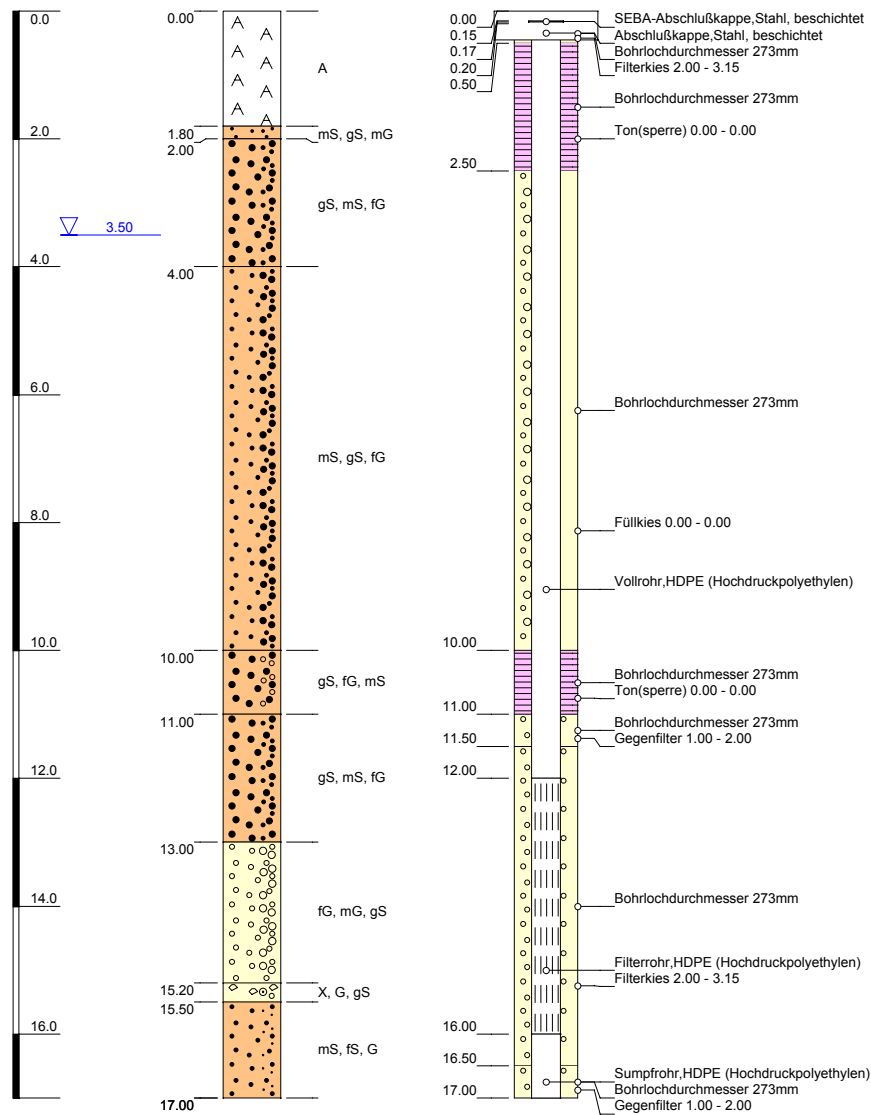 0.0
2.0
4.0
6.0
8.0
10.0
12.0
14.0
16.0
3.50
0.00
1.80
2.00
4.00
10.00
11.00
13.00
15.20
15.50
17.00
A
mS, gS, mG
gS, mS, fG
mS, gS, fG
gS, fG, mS
gS, mS, fG
fG, mG, gS
X, G, gS
mS, fS, G
0.00
0.15
0.17
0.20
0.50
2.50
10.00
11.00
11.50
12.00
16.00
16.50
17.00
SEBA-Abschlußkappe,Stahl, beschichtet
Abschlußkappe,Stahl, beschichtet
Bohrlochdurchmesser 273mm
Filterkies 2.00 - 3.15
Bohrlochdurchmesser 273mm
Ton(sperre) 0.00 - 0.00
Bohrlochdurchmesser 273mm
Füllkies 0.00 - 0.00
Vollrohr,HDPE (Hochdruckpolyethylen)
Bohrlochdurchmesser 273mm
Ton(sperre) 0.00 - 0.00
Bohrlochdurchmesser 273mm
Gegenfilter 1.00 - 2.00
Bohrlochdurchmesser 273mm
Filterrohr,HDPE (Hochdruckpolyethylen)
Filterkies 2.00 - 3.15
Sumpfrohr,HDPE (Hochdruckpolyethylen)
Bohrlochdurchmesser 273mm
Gegenfilter 1.00 - 2.00